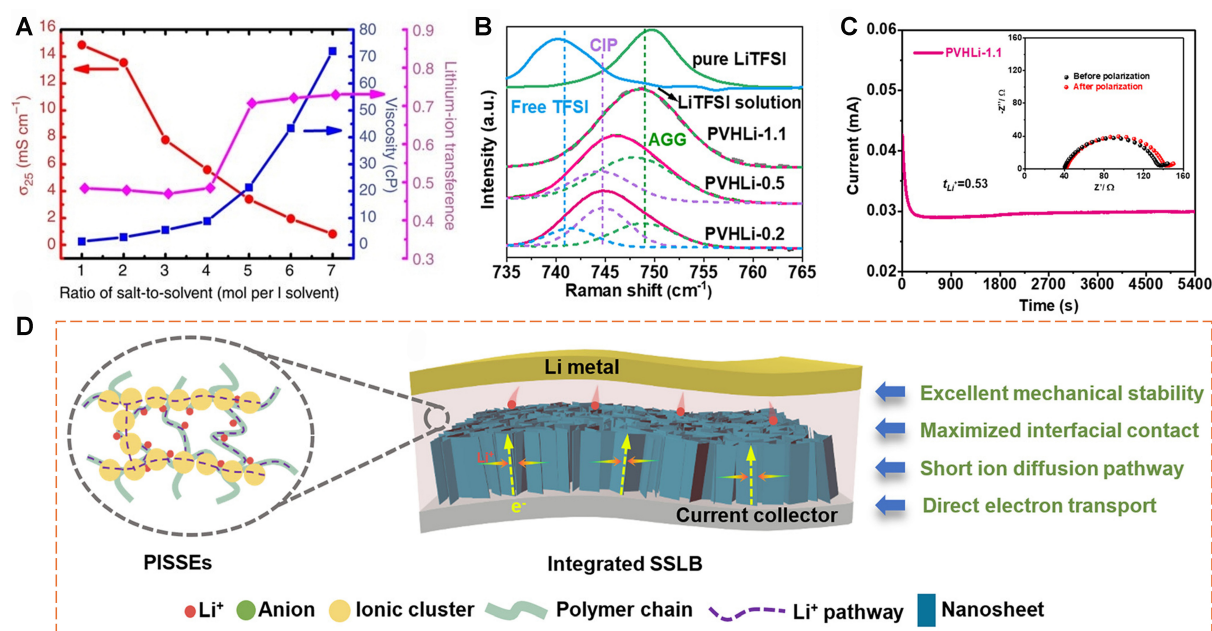 A
σ25 (mS cm−1)
16
14
12
10
8
6
4
2
0
80
70
60
50
40
30
20
10
0
Viscosity (cP)
0.9
0.8
0.7
0.6
0.5
0.4
0.3
Lithium-ion transference
1 2 3 4 5 6 7
Ratio of salt-to-solvent (mol per l solvent)
B
Intensity (a.u.)
CIP
pure LiTFSI
Free TFSI
LiTFSI solution
PVHLi-1.1
AGG
PVHLi-0.5
PVHLi-0.2
735 740 745 750 755 760 765
Raman shift (cm-1)
C
Current (mA)
0.06
0.05
0.04
0.03
0.02
PVHLi-1.1
-Z''/ Ω
160
120
80
40
0
Before polarization
After polarization
0 40 80 120 160
Z'/ Ω
tLi+=0.53
0 900 1800 2700 3600 4500 5400
Time (s)
D
Li metal
Li+
e-
Current collector
PISSEs
Integrated SSLB
Excellent mechanical stability
Maximized interfacial contact
Short ion diffusion pathway
Direct electron transport
Li+ Anion Ionic cluster Polymer chain Li+ pathway Nanosheet